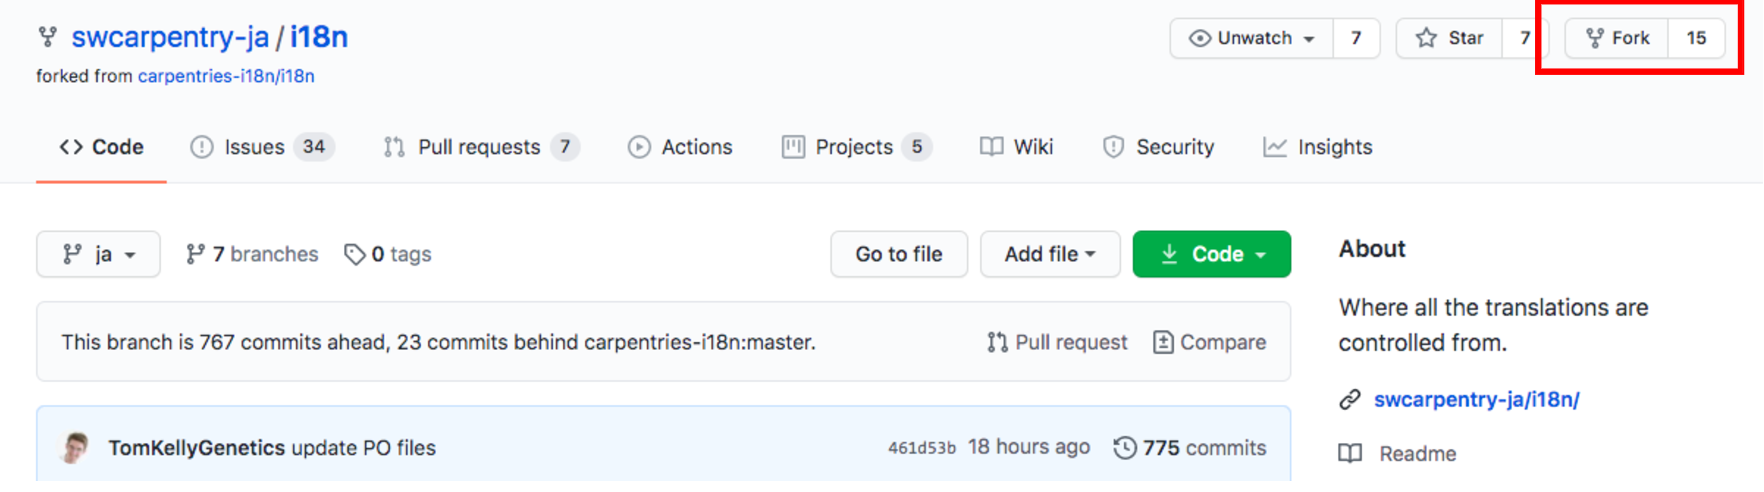 swcarpentry-ja / i18n
Unwatch 7 Star 7 Fork 15
forked from carpentries-i18n/i18n
Code Issues 34 Pull requests 7 Actions Projects 5 Wiki Security Insights
ja 7 branches 0 tags Go to file Add file Code
About
This branch is 767 commits ahead, 23 commits behind carpentries-i18n:master. Pull request Compare
Where all the translations are
controlled from.
swcarpentry-ja/i18n/
TomKellyGenetics update PO files 461d53b 18 hours ago 775 commits
Readme